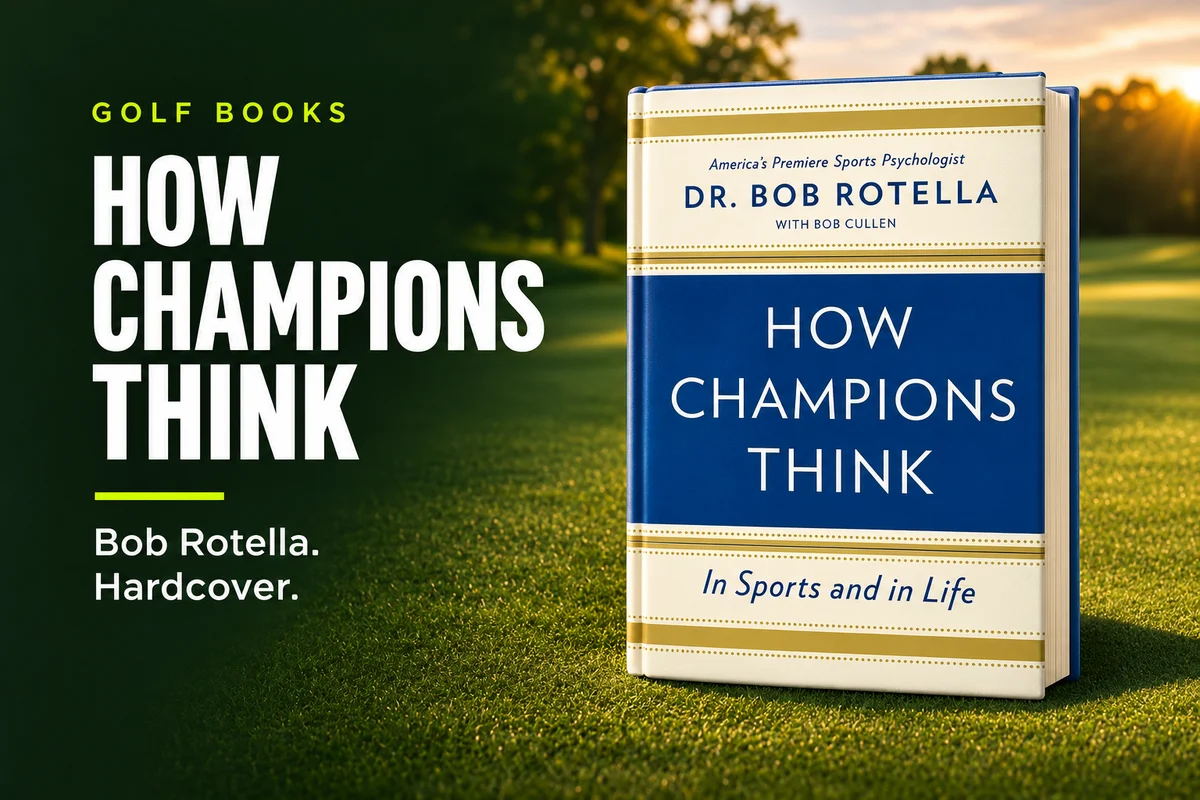 GOLF BOOKS
HOW
CHAMPIONS
THINK
Bob Rotella.
Hardcover.
America's Premiere Sports Psychologist
DR. BOB ROTELLA
WITH BOB CULLEN
HOW
CHAMPIONS
THINK
In Sports and in Life